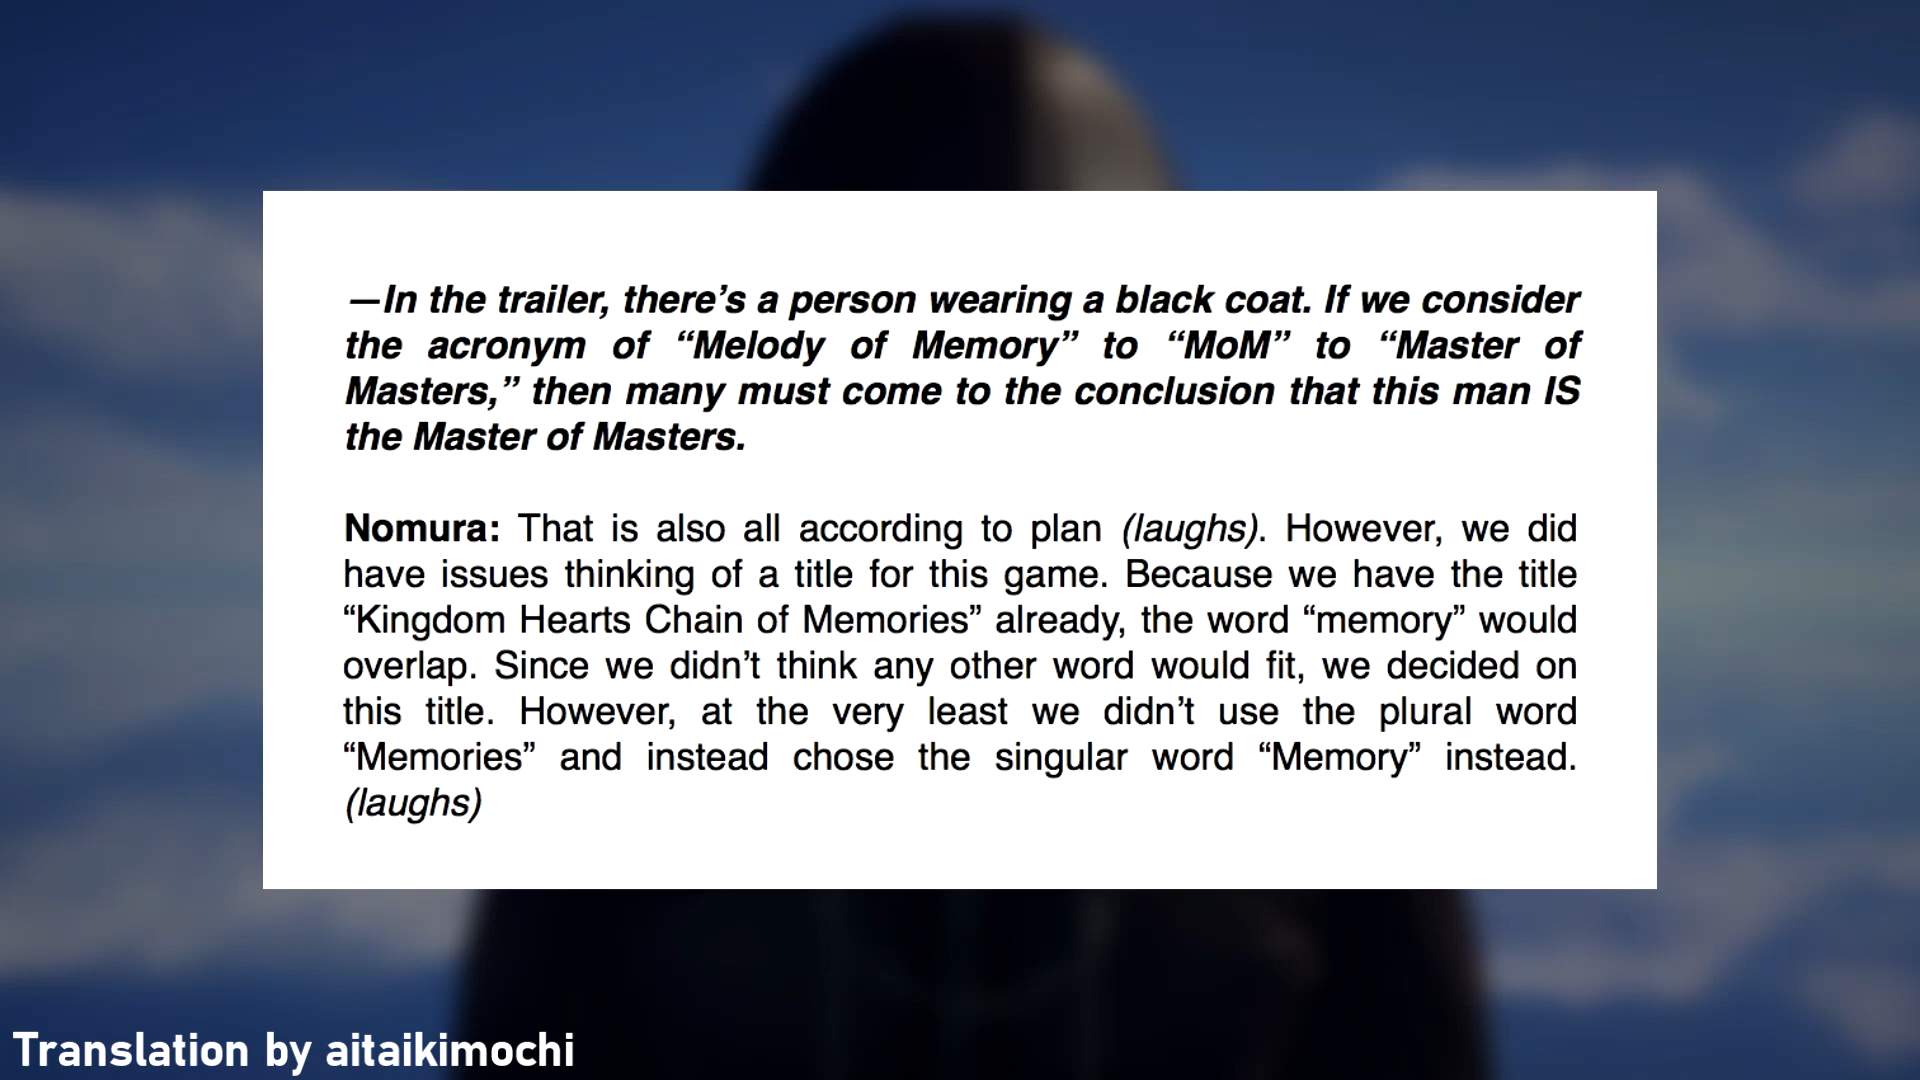 —In the trailer, there’s a person wearing a black coat. If we consider
the acronym of “Melody of Memory” to “MoM” to “Master of
Masters,” then many must come to the conclusion that this man IS
the Master of Masters.
Nomura: That is also all according to plan (laughs). However, we did
have issues thinking of a title for this game. Because we have the title
“Kingdom Hearts Chain of Memories” already, the word “memory” would
overlap. Since we didn’t think any other word would fit, we decided on
this title. However, at the very least we didn’t use the plural word
“Memories” and instead chose the singular word “Memory” instead.
(laughs)
Translation by aitaikimochi